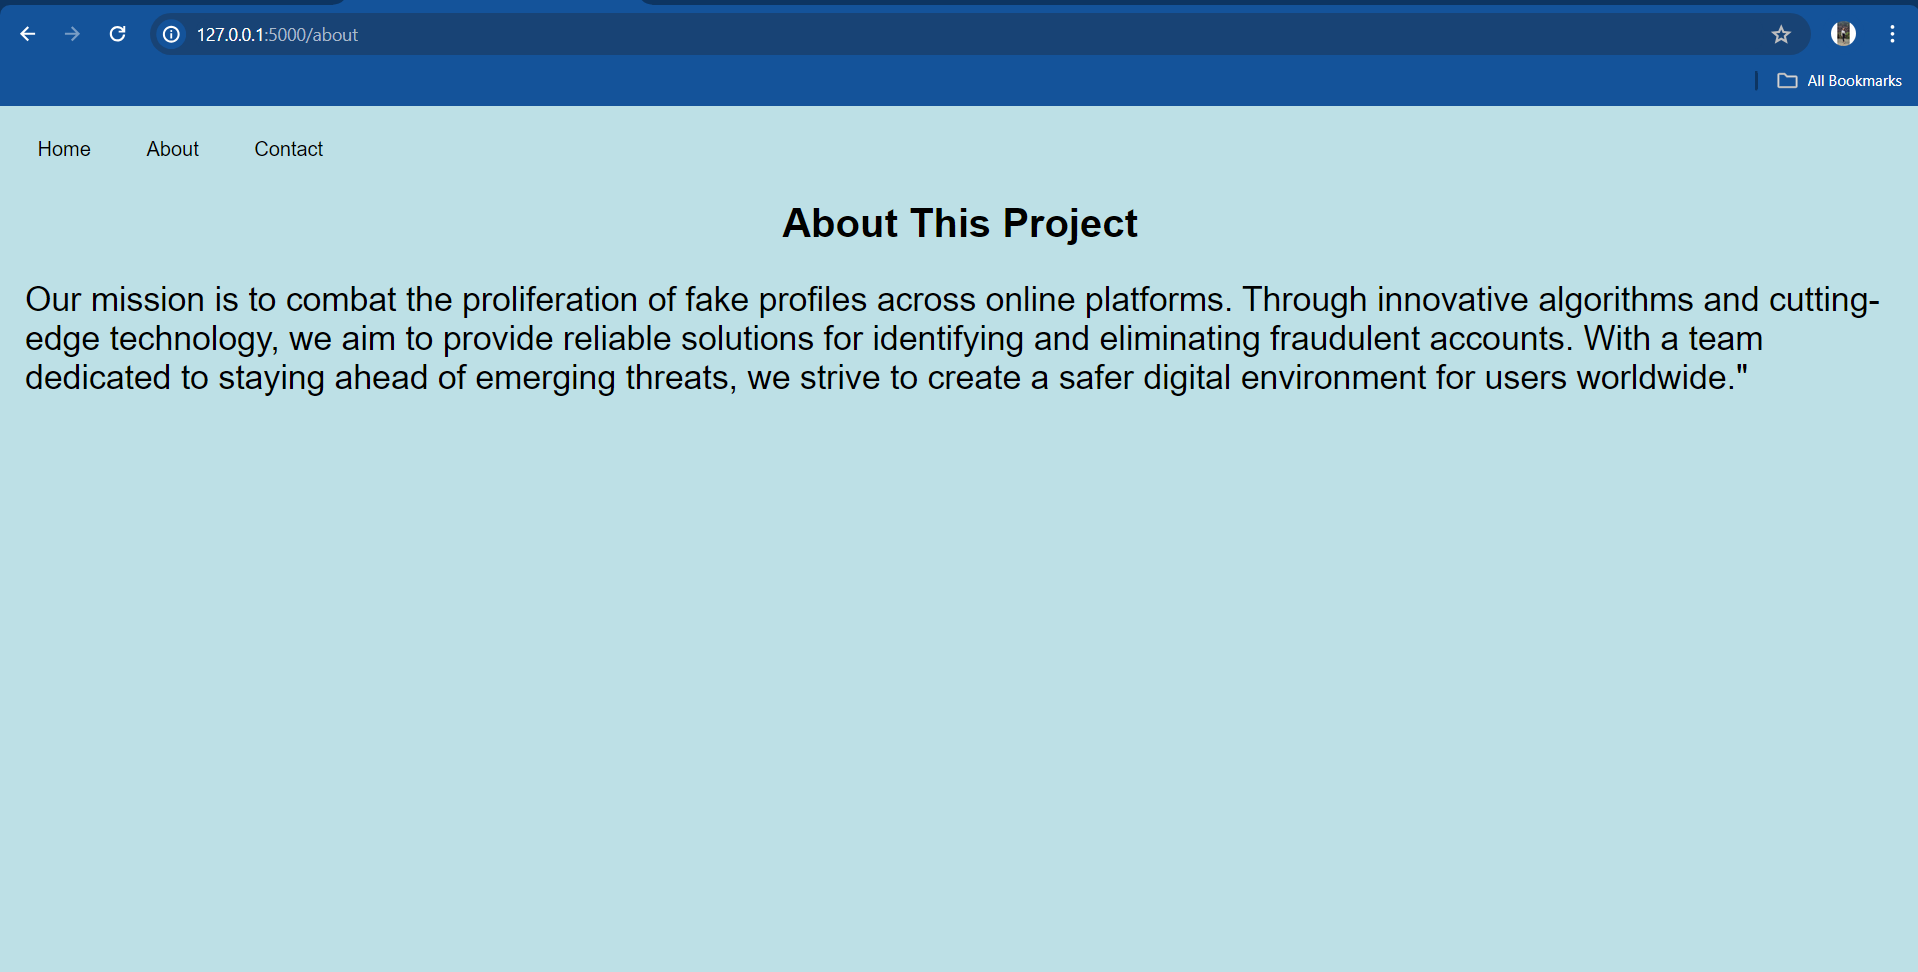 127.0.0.1:5000/about
All Bookmarks
Home About Contact
About This Project
Our mission is to combat the proliferation of fake profiles across online platforms. Through innovative algorithms and cutting-
edge technology, we aim to provide reliable solutions for identifying and eliminating fraudulent accounts. With a team
dedicated to staying ahead of emerging threats, we strive to create a safer digital environment for users worldwide."